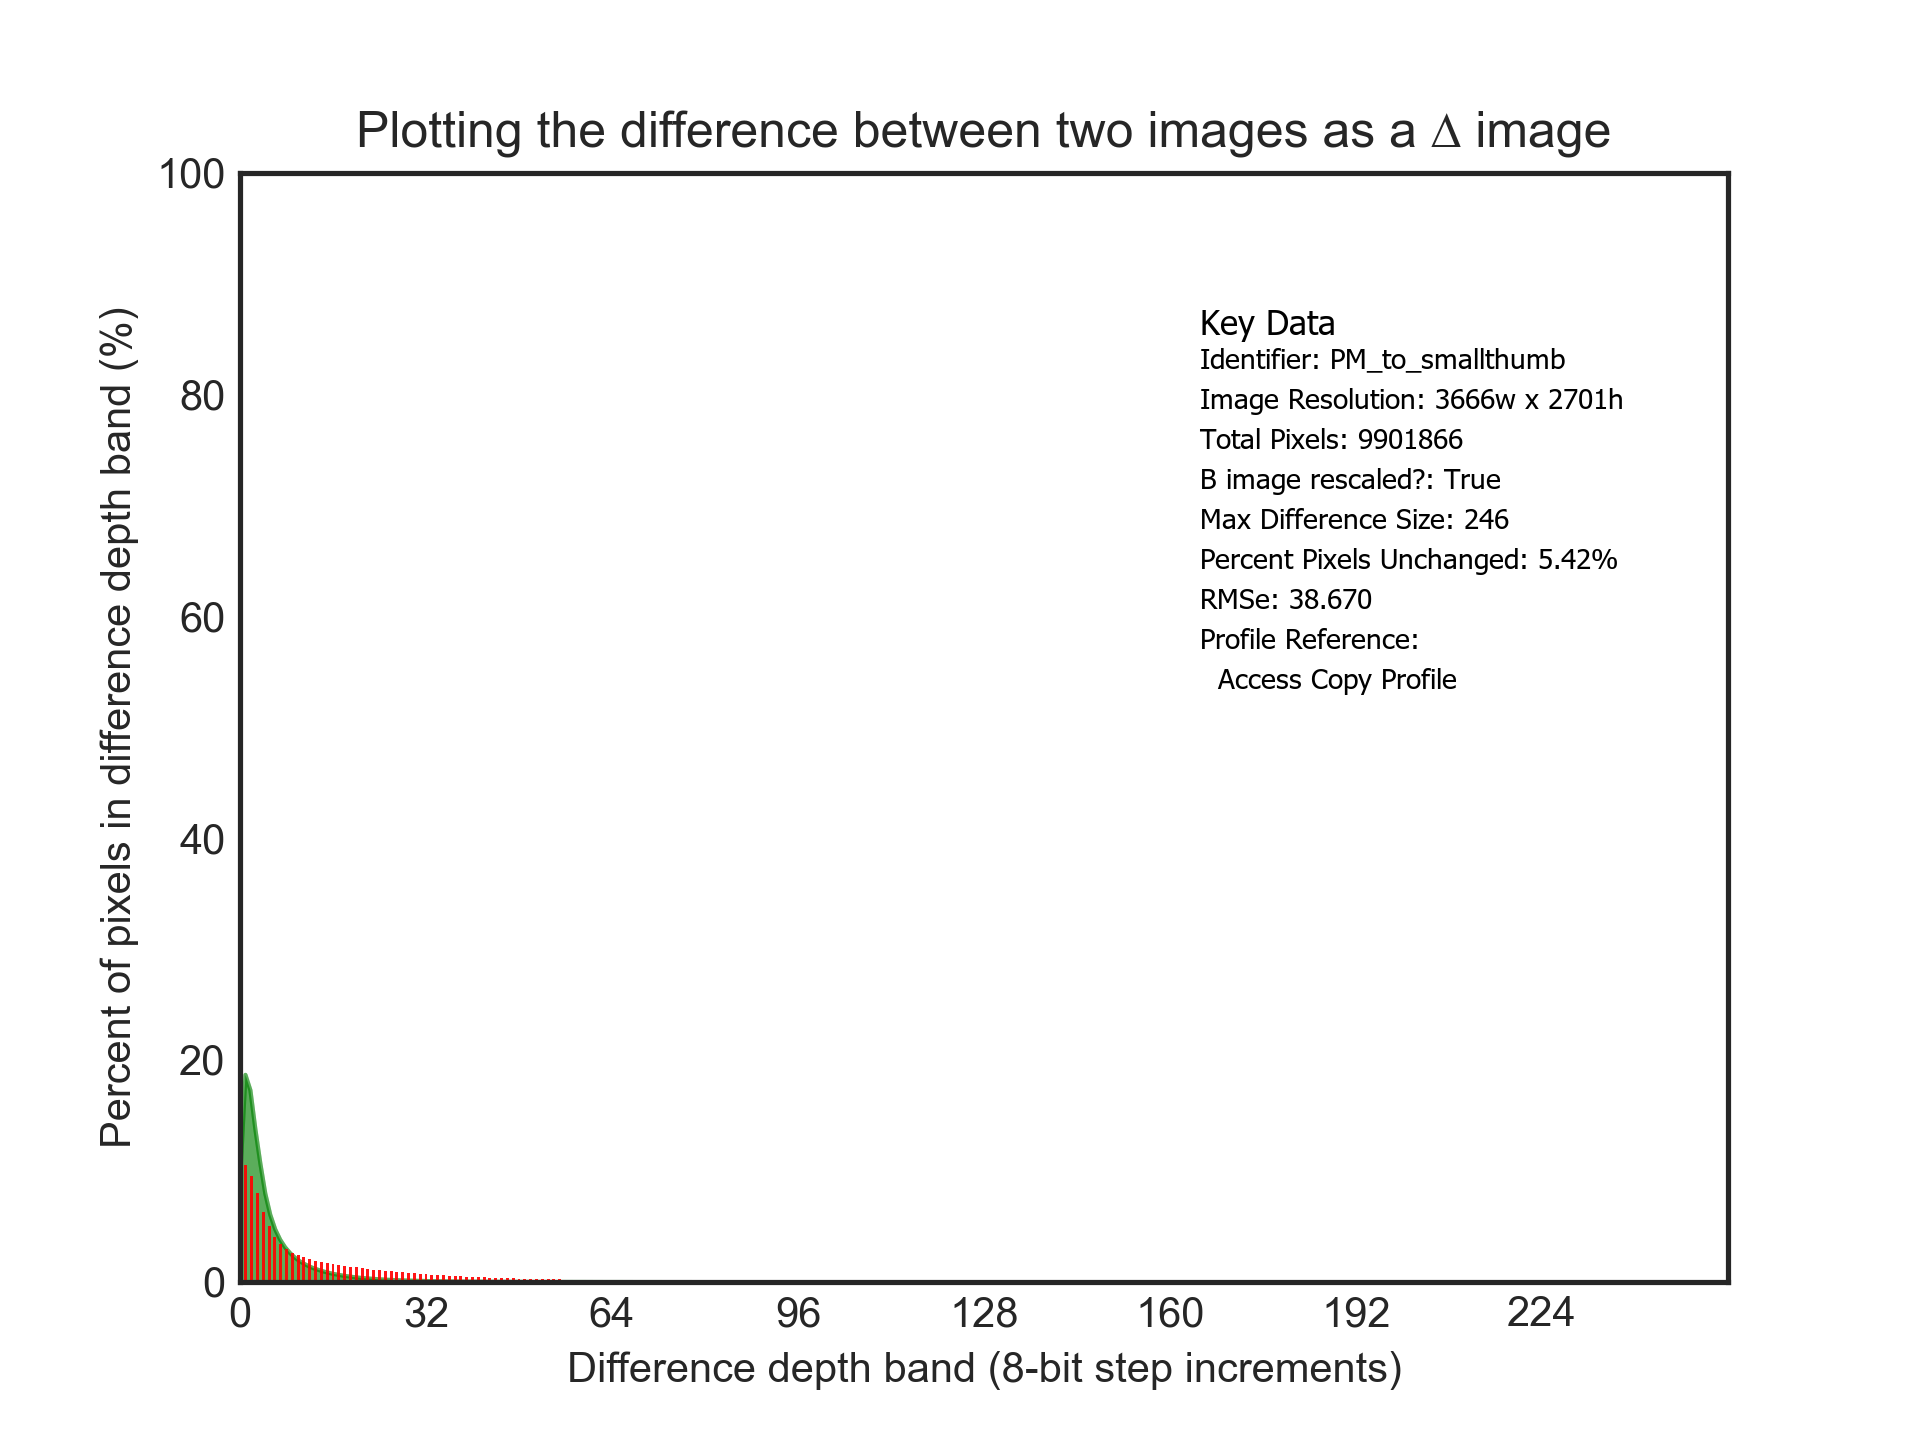 Plotting the difference between two images as a Δ image
100
80
60
40
20
0
Percent of pixels in difference depth band (%)
Key Data
Identifier: PM_to_smallthumb
Image Resolution: 3666w x 2701h
Total Pixels: 9901866
B image rescaled?: True
Max Difference Size: 246
Percent Pixels Unchanged: 5.42%
RMSe: 38.670
Profile Reference:
Access Copy Profile
0 32 64 96 128 160 192 224
Difference depth band (8-bit step increments)